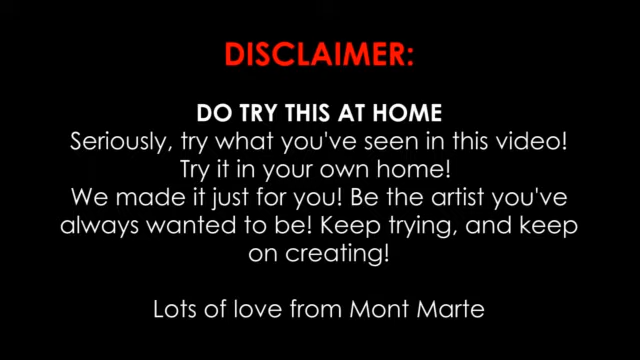 DISCLAIMER:
DO TRY THIS AT HOME
Seriously, try what you've seen in this video!
Try it in your own home!
We made it just for you! Be the artist you've
always wanted to be! Keep trying, and keep
on creating!
Lots of love from Mont Marte